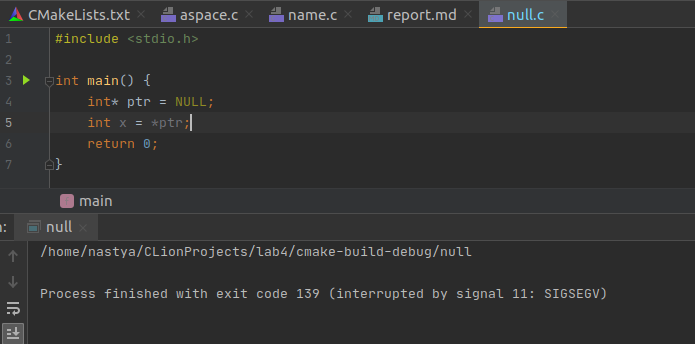 CMakeLists.txt aspace.c name.c report.md null.c
1 #include <stdio.h>
2
3 int main() {
4 int* ptr = NULL;
5 int x = *ptr;
6 return 0;
7 }
f main
n: null
/home/nastya/CLionProjects/lab4/cmake-build-debug/null
Process finished with exit code 139 (interrupted by signal 11: SIGSEGV)